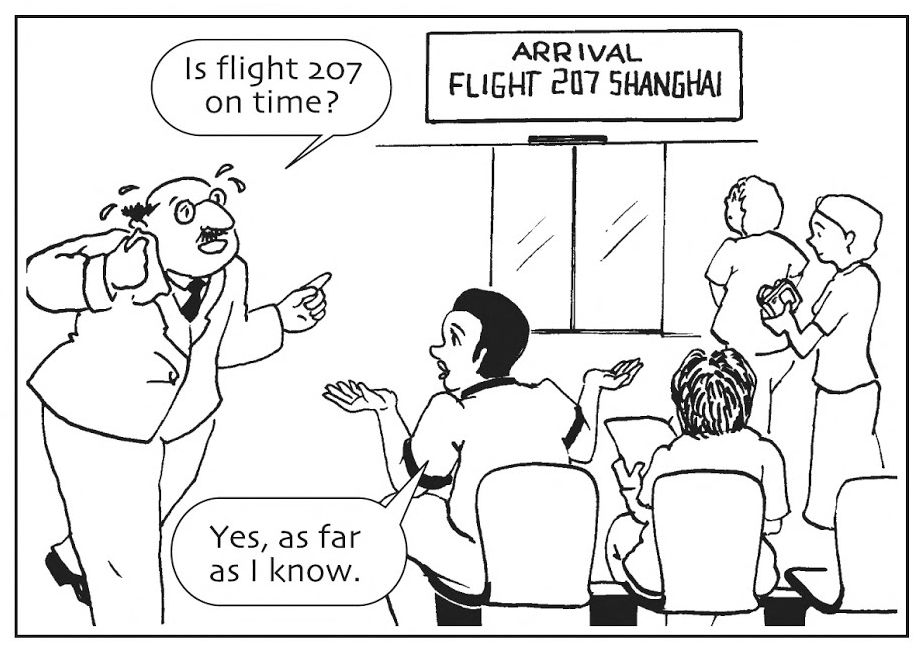 Is flight 207
on time?
ARRIVAL
FLIGHT 207 SHANGHAI
Yes, as far
as I know.